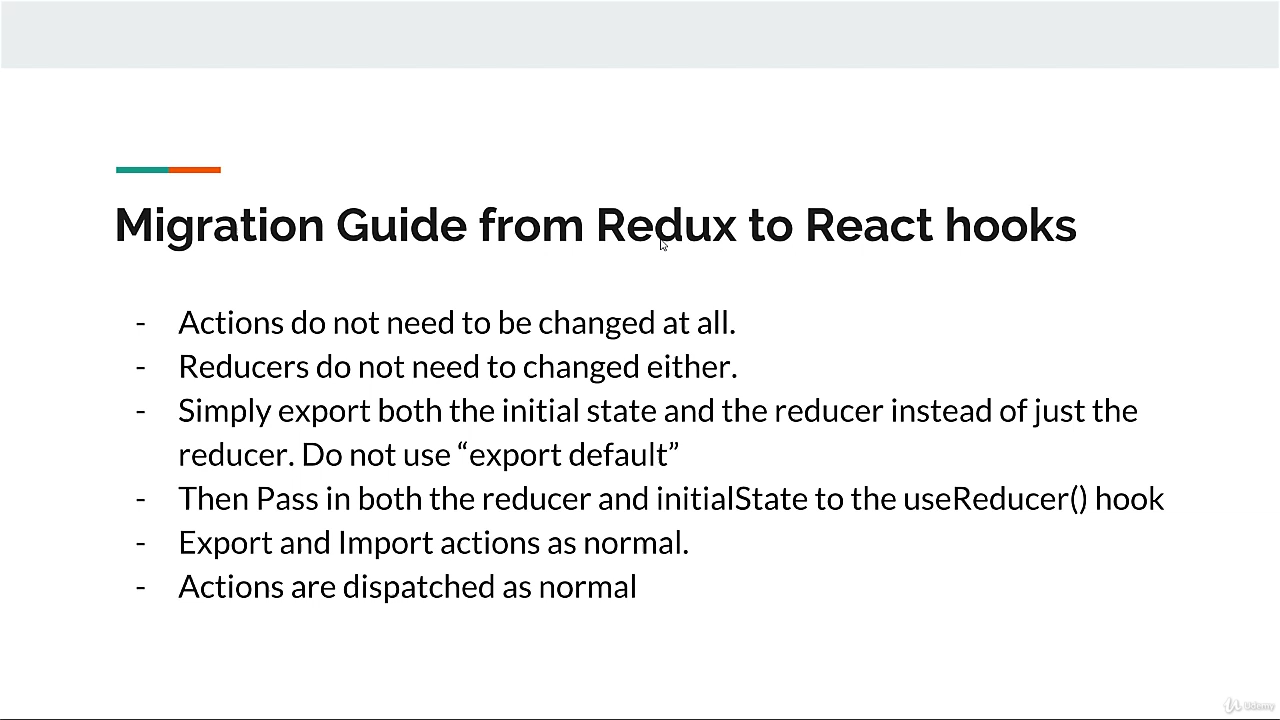 Migration Guide from Redux to React hooks
- Actions do not need to be changed at all.
- Reducers do not need to changed either.
- Simply export both the initial state and the reducer instead of just the
reducer. Do not use “export default”
- Then Pass in both the reducer and initialState to the useReducer() hook
- Export and Import actions as normal.
- Actions are dispatched as normal
Udemy